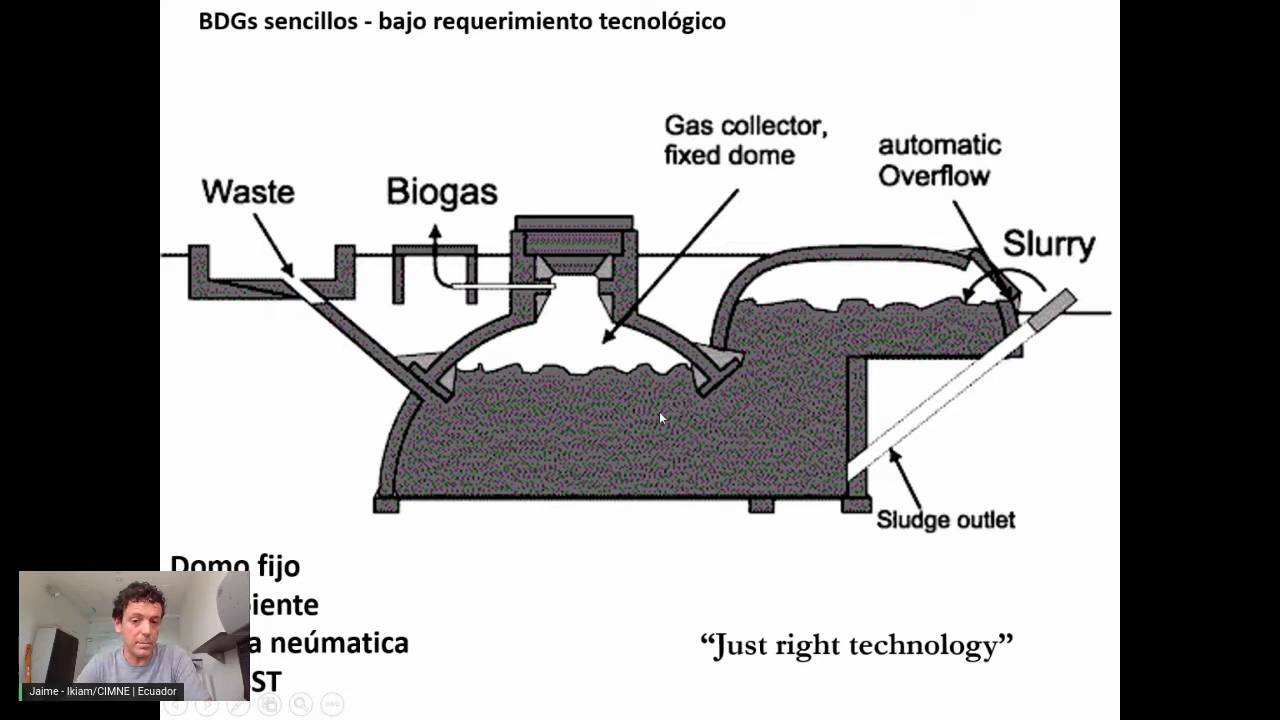 BDGs sencillos - bajo requerimiento tecnológico
Gas collector,
fixed dome
automatic
Overflow
Waste
Biogas
Slurry
Sludge outlet
Domo fijo
neúmatica
“Just right technology”
Jaime - Ikiam/CIMNE | Ecuador